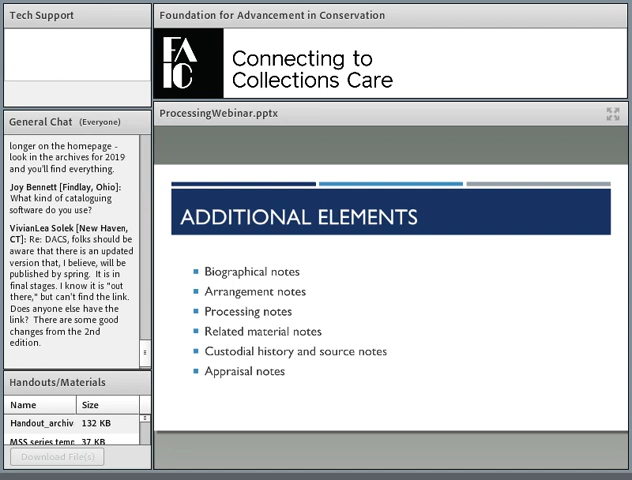 Tech Support
Foundation for Advancement in Conservation
FAIC
Connecting to
Collections Care
General Chat (Everyone)
longer on the homepage -
look in the archives for 2019
and you'll find everything.
Joy Bennett [Findlay, Ohio]:
What kind of cataloguing
software do you use?
VivianLea Solek [New Haven,
CT]: Re: DACS, folks should be
aware that there is an updated
version that, I believe, will be
published by spring. It is in
final stages. I know it is "out
there," but can't find the link.
Does anyone else have the
link? There are some good
changes from the 2nd
edition.
Handouts/Materials
Name Size
Handout_archiv 132 KB
MSS series temp 37 KB
Download File(s)
ProcessingWebinar.pptx
ADDITIONAL ELEMENTS
Biographical notes
Arrangement notes
Processing notes
Related material notes
Custodial history and source notes
Appraisal notes